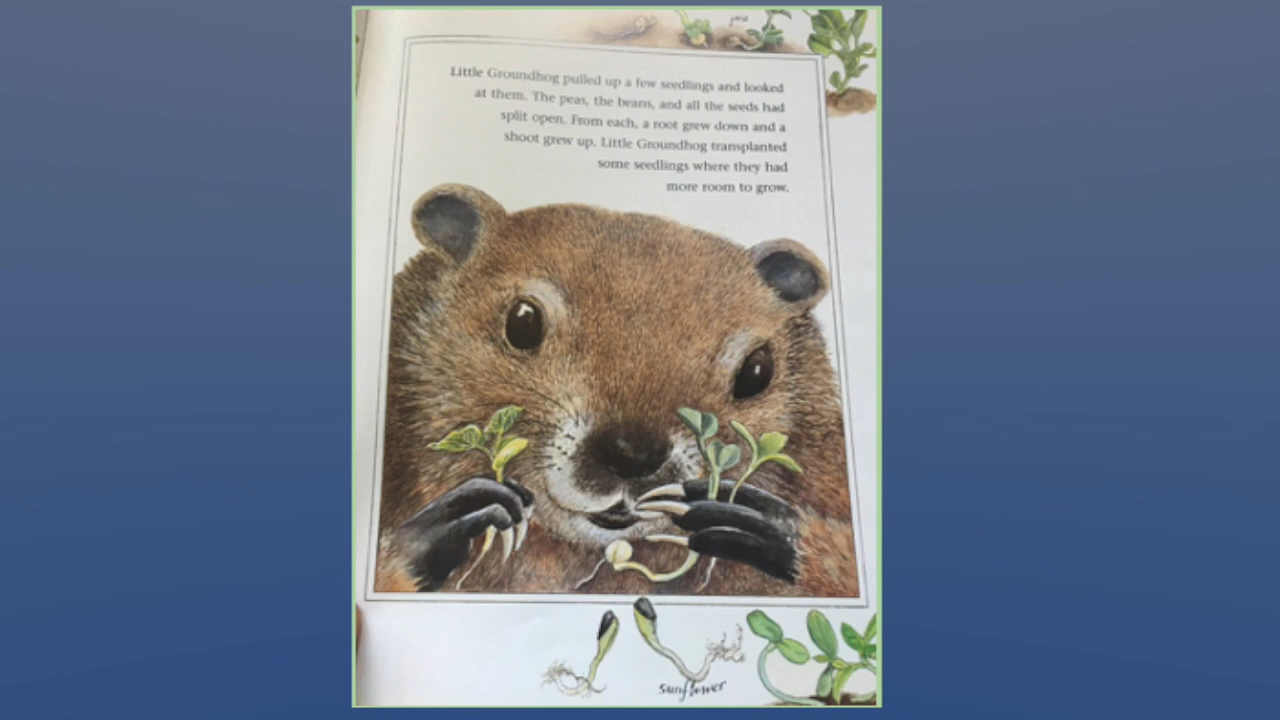 Little Groundhog pulled up a few seedlings and looked
at them. The peas, the beans, and all the seeds had
split open. From each, a root grew down and a
shoot grew up. Little Groundhog transplanted
some seedlings where they had
more room to grow.
sunflower